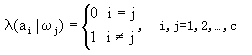 λ(aᵢ | ωⱼ) = { 0 i = j
1 i ≠ j , i, j=1,2,…,c